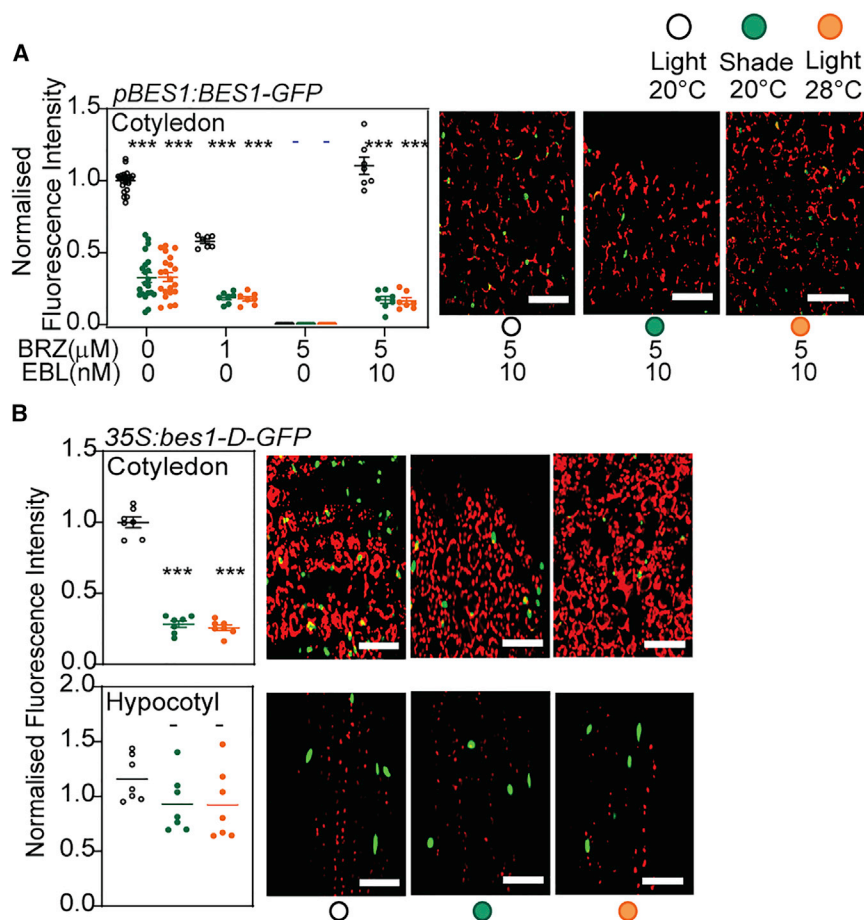 Light Shade Light
20°C 20°C 28°C
A
pBES1:BES1-GFP
Cotyledon
*** *** *** *** - - *** ***
Normalised
Fluorescence Intensity
1.5
1.0
0.5
0.0
BRZ(μM) 0 1 5 5 5 5 5
EBL(nM) 0 0 0 10 10 10 10
B
35S:bes1-D-GFP
Cotyledon
*** ***
1.5
1.0
0.5
0.0
Normalised Fluorescence Intensity
Hypocotyl
- -
2.0
1.5
1.0
0.5
0.0